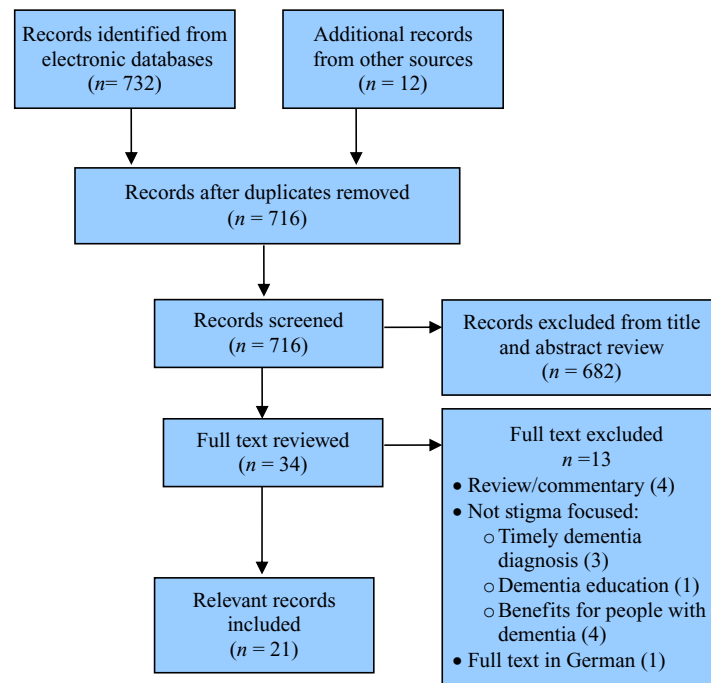 Records identified from
electronic databases
(n= 732)
Additional records
from other sources
(n = 12)
Records after duplicates removed
(n = 716)
Records screened
(n = 716)
Records excluded from title
and abstract review
(n = 682)
Full text reviewed
(n = 34)
Full text excluded
n =13
• Review/commentary (4)
• Not stigma focused:
o Timely dementia
diagnosis (3)
o Dementia education (1)
o Benefits for people with
dementia (4)
• Full text in German (1)
Relevant records
included
(n = 21)